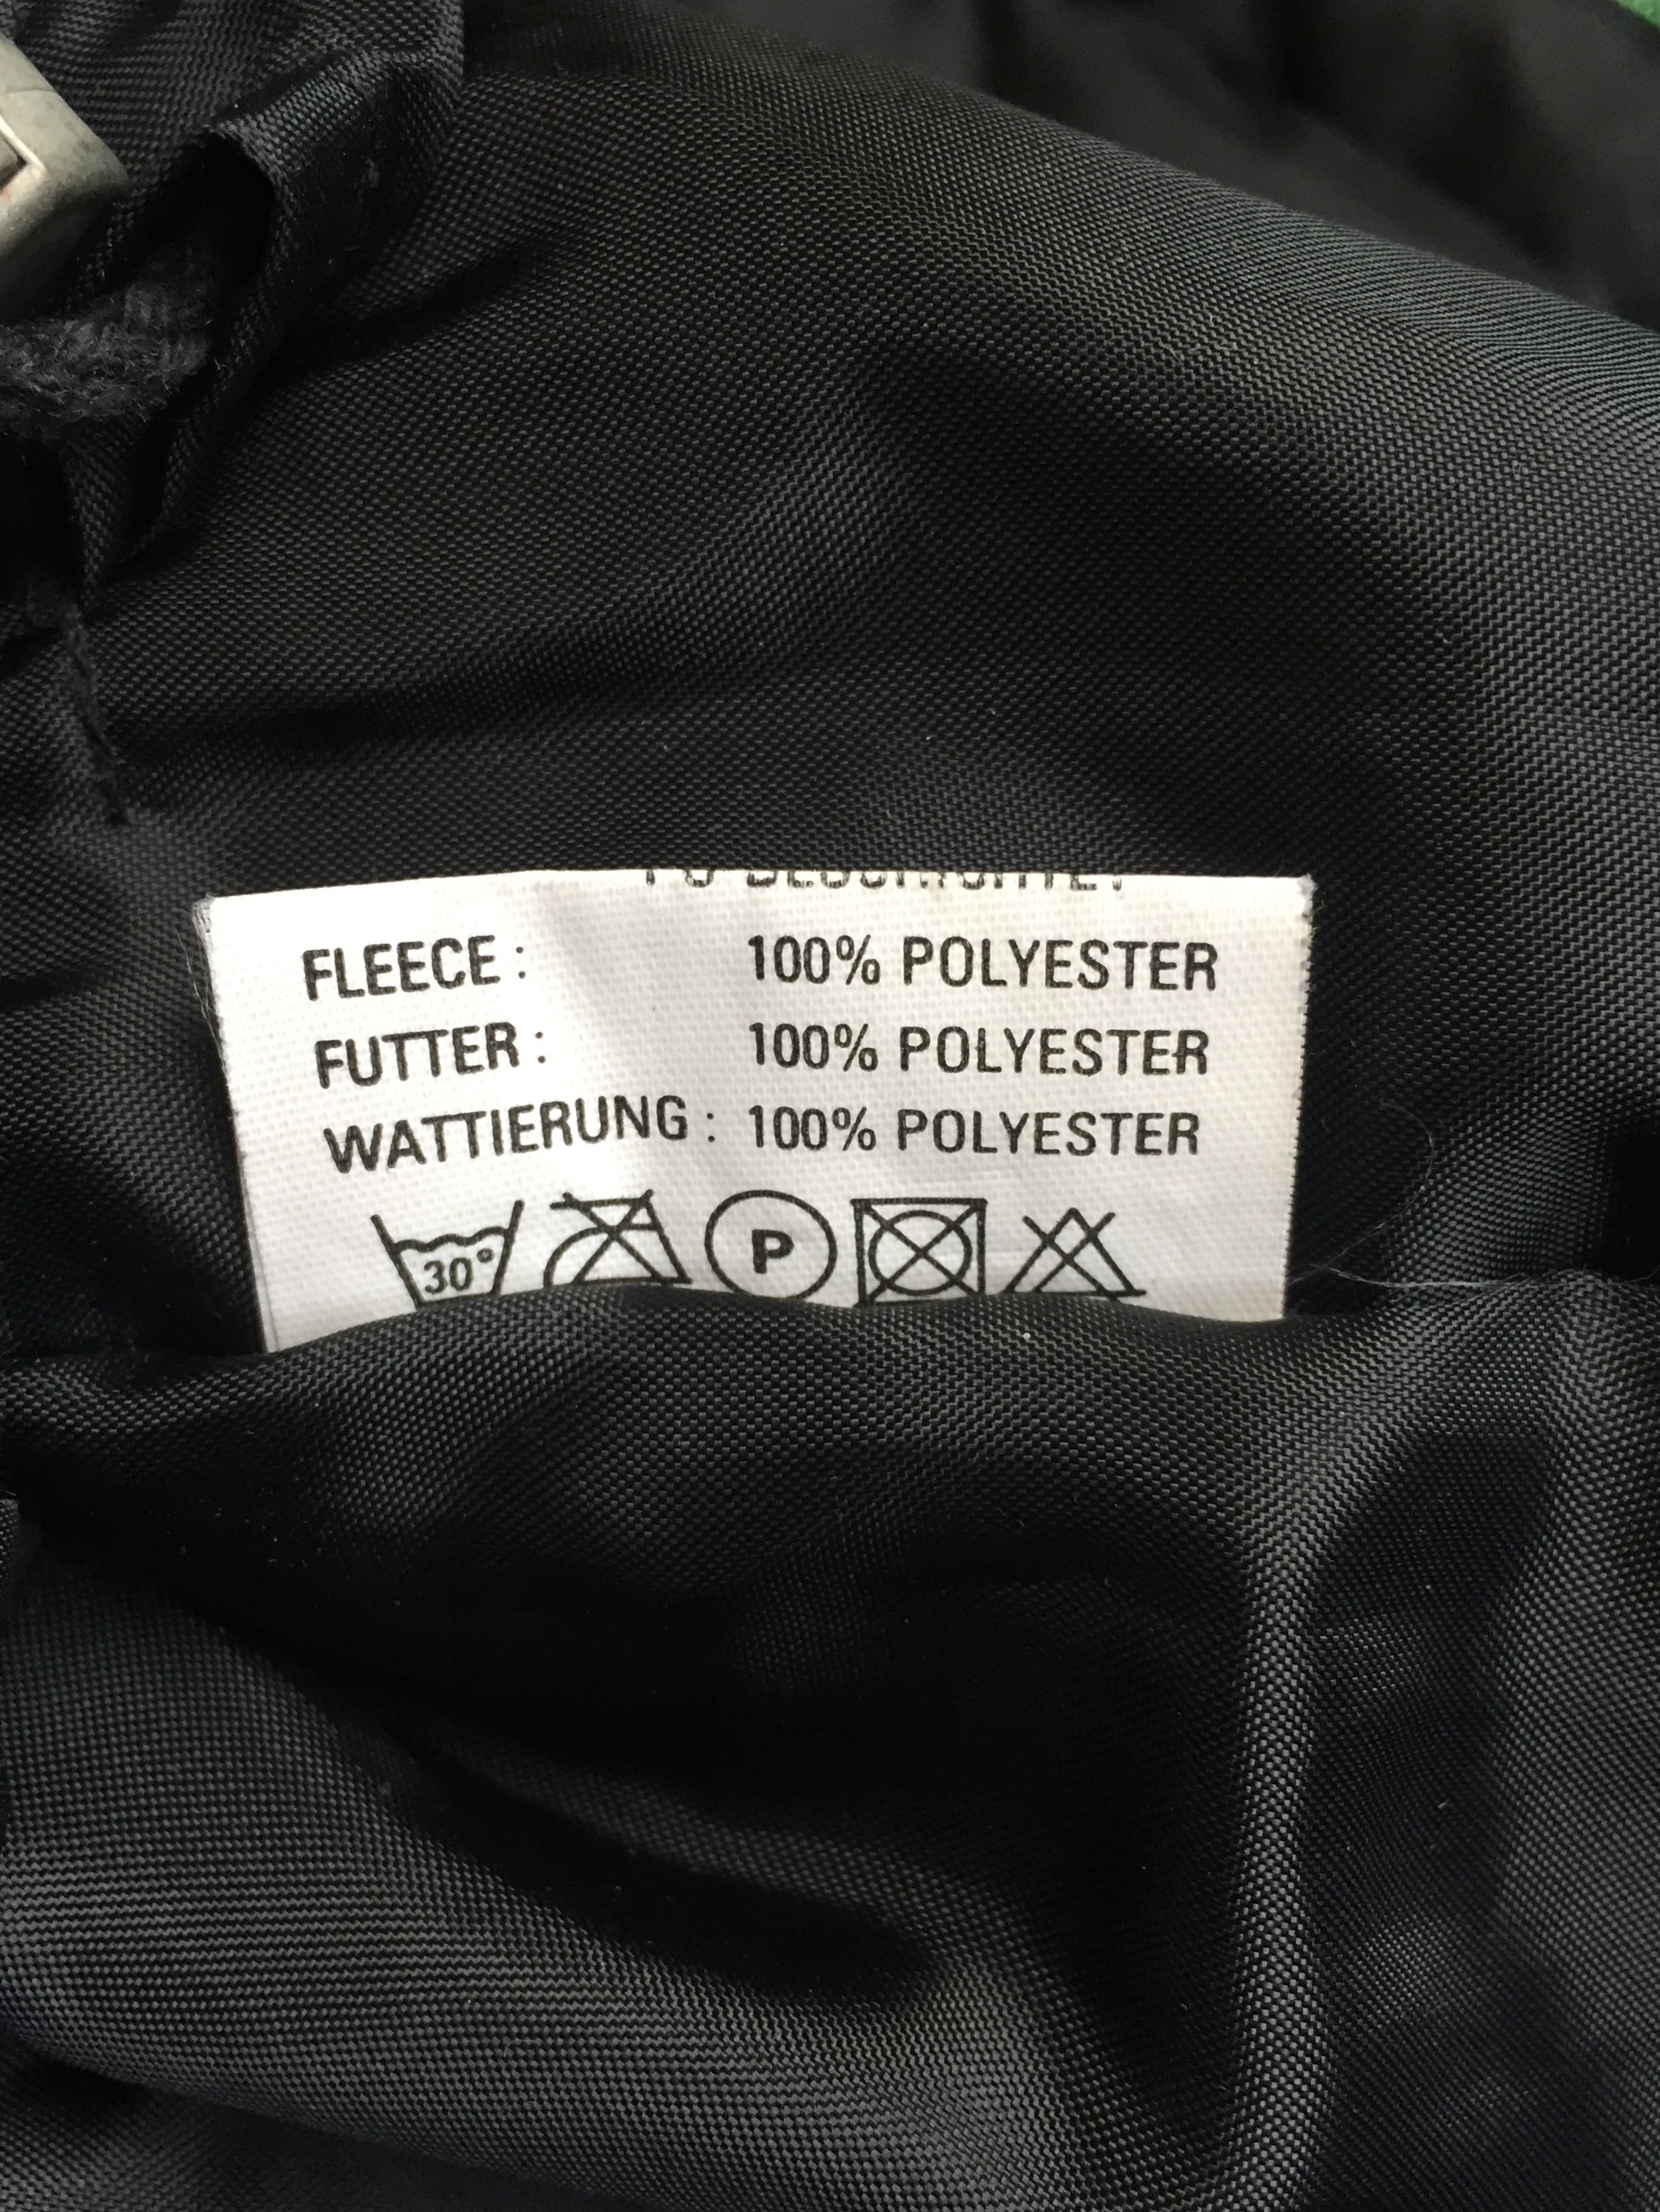 FLEECE : 100% POLYESTER
FUTTER : 100% POLYESTER
WATTIERUNG : 100% POLYESTER
30° P